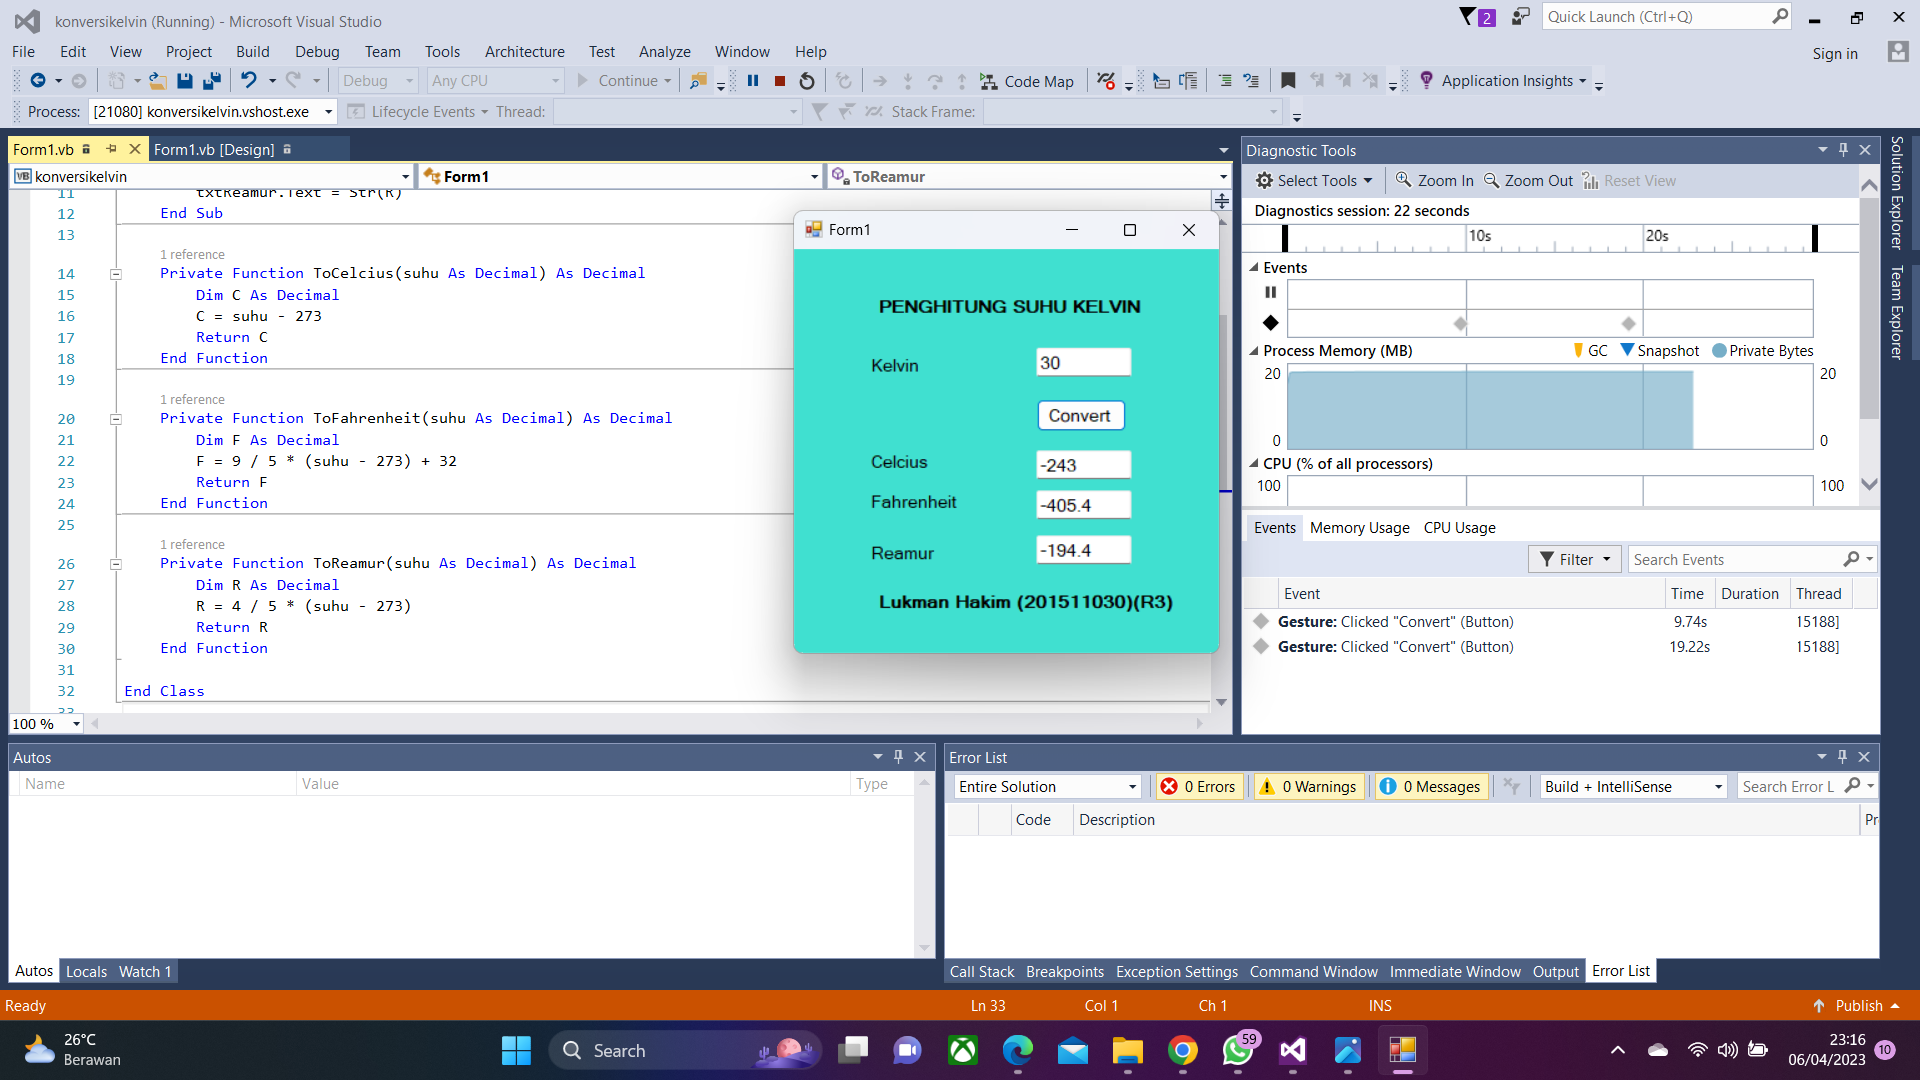 konversikelvin (Running) - Microsoft Visual Studio
2
Quick Launch (Ctrl+Q)
File Edit View Project Build Debug Team Tools Architecture Test Analyze Window Help
Sign in
Debug Any CPU Continue Code Map Application Insights
Process: [21080] konversikelvin.vshost.exe Lifecycle Events Thread: Stack Frame:
Form1.vb Form1.vb [Design]
VB konversikelvin Form1 ToReamur
11 txtReamur.Text = Str(R)
12 End Sub
13
1 reference
14 Private Function ToCelcius(suhu As Decimal) As Decimal
15 Dim C As Decimal
16 C = suhu - 273
17 Return C
18 End Function
19
1 reference
20 Private Function ToFahrenheit(suhu As Decimal) As Decimal
21 Dim F As Decimal
22 F = 9 / 5 * (suhu - 273) + 32
23 Return F
24 End Function
25
1 reference
26 Private Function ToReamur(suhu As Decimal) As Decimal
27 Dim R As Decimal
28 R = 4 / 5 * (suhu - 273)
29 Return R
30 End Function
31
32 End Class
33
100 %
Form1
PENGHITUNG SUHU KELVIN
Kelvin 30
Convert
Celcius -243
Fahrenheit -405.4
Reamur -194.4
Lukman Hakim (201511030)(R3)
Diagnostic Tools
Select Tools Zoom In Zoom Out Reset View
Diagnostics session: 22 seconds
10s 20s
Events
Process Memory (MB) GC Snapshot Private Bytes
20 20
0 0
CPU (% of all processors)
100 100
Events Memory Usage CPU Usage
Filter Search Events
Event Time Duration Thread
Gesture: Clicked "Convert" (Button) 9.74s 15188]
Gesture: Clicked "Convert" (Button) 19.22s 15188]
Solution Explorer
Team Explorer
Autos
Name Value Type
Autos Locals Watch 1
Error List
Entire Solution 0 Errors 0 Warnings 0 Messages Build + IntelliSense Search Error L
Code Description Pr
Call Stack Breakpoints Exception Settings Command Window Immediate Window Output Error List
Ready Ln 33 Col 1 Ch 1 INS Publish
26°C
Berawan
Search
59
23:16
06/04/2023
10